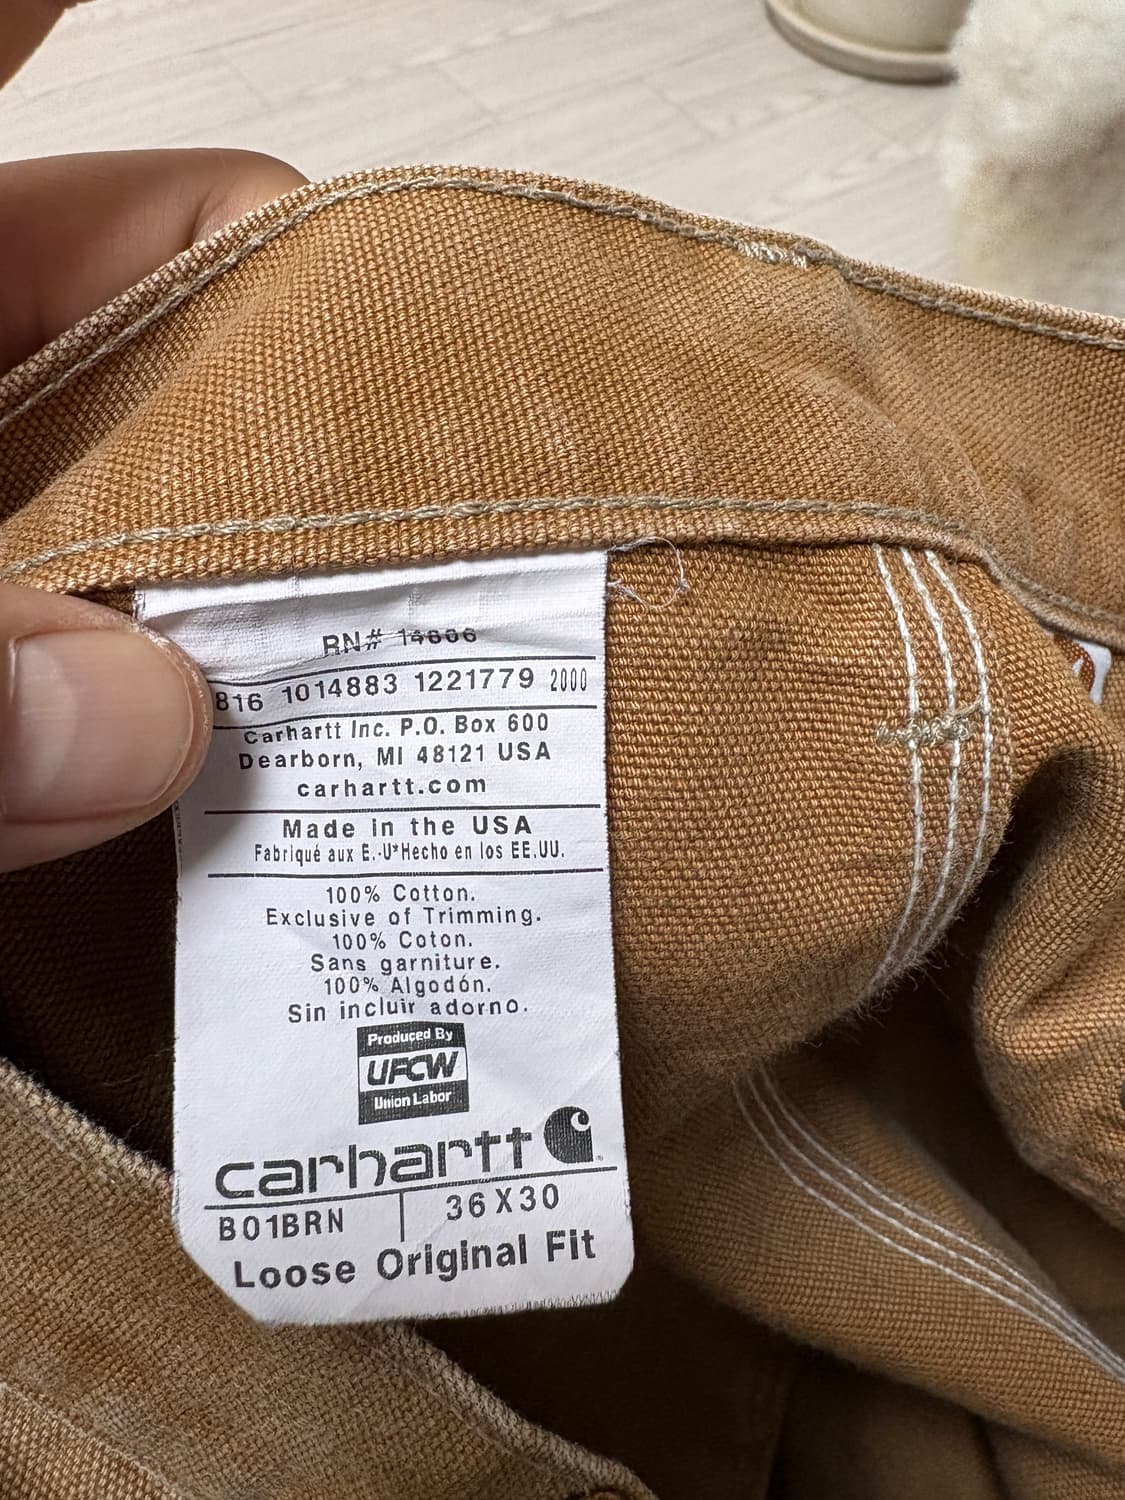 RN# 14806
816 1014883 1221779 2000
Carhartt Inc. P.O. Box 600
Dearborn, MI 48121 USA
carhartt.com
Made in the USA
Fabriqué aux E.-U*Hecho en los EE.UU.
100% Cotton.
Exclusive of Trimming.
100% Coton.
Sans garniture.
100% Algodón.
Sin incluir adorno.
Produced By
UFCW
Union Labor
carhartt
B01BRN 36X30
Loose Original Fit